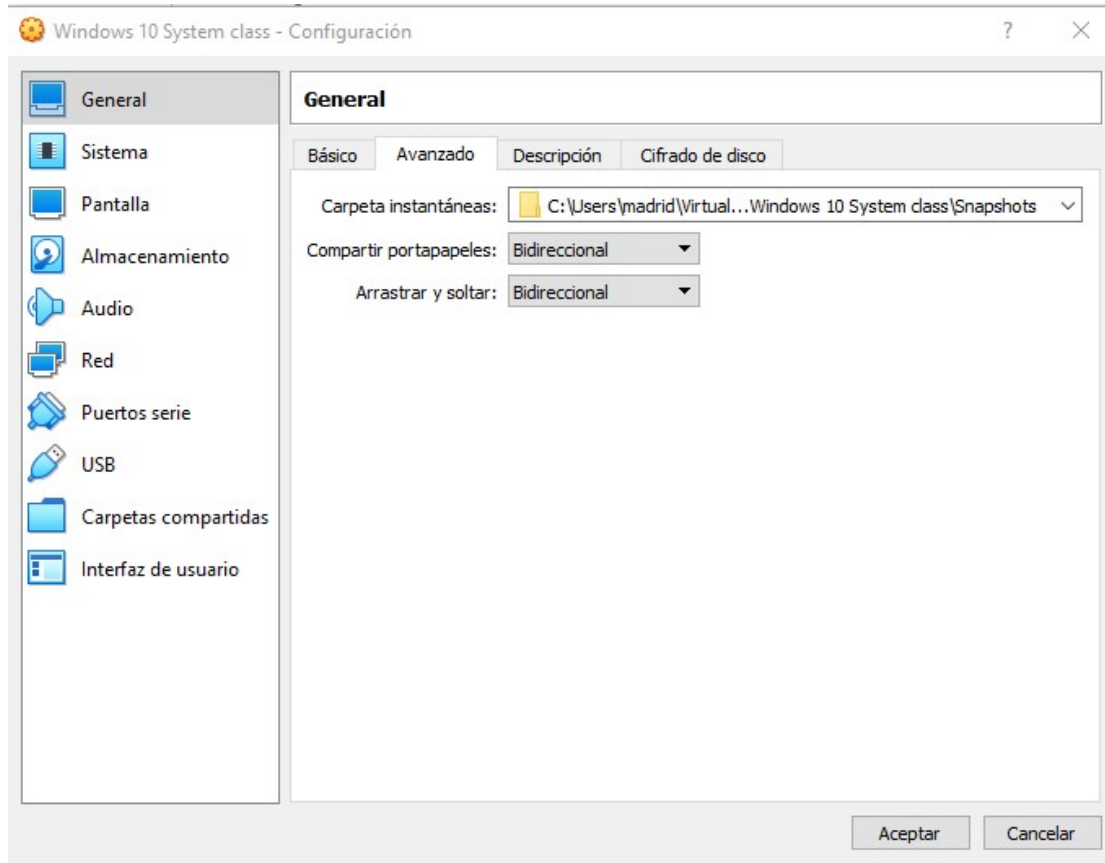 Windows 10 System class - Configuración
?
General
Sistema
Pantalla
Almacenamiento
Audio
Red
Puertos serie
USB
Carpetas compartidas
Interfaz de usuario
General
Básico Avanzado Descripción Cifrado de disco
Carpeta instantáneas: C:\Users\madrid\Virtual...Windows 10 System class\Snapshots
Compartir portapapeles: Bidireccional
Arrastrar y soltar: Bidireccional
Aceptar Cancelar